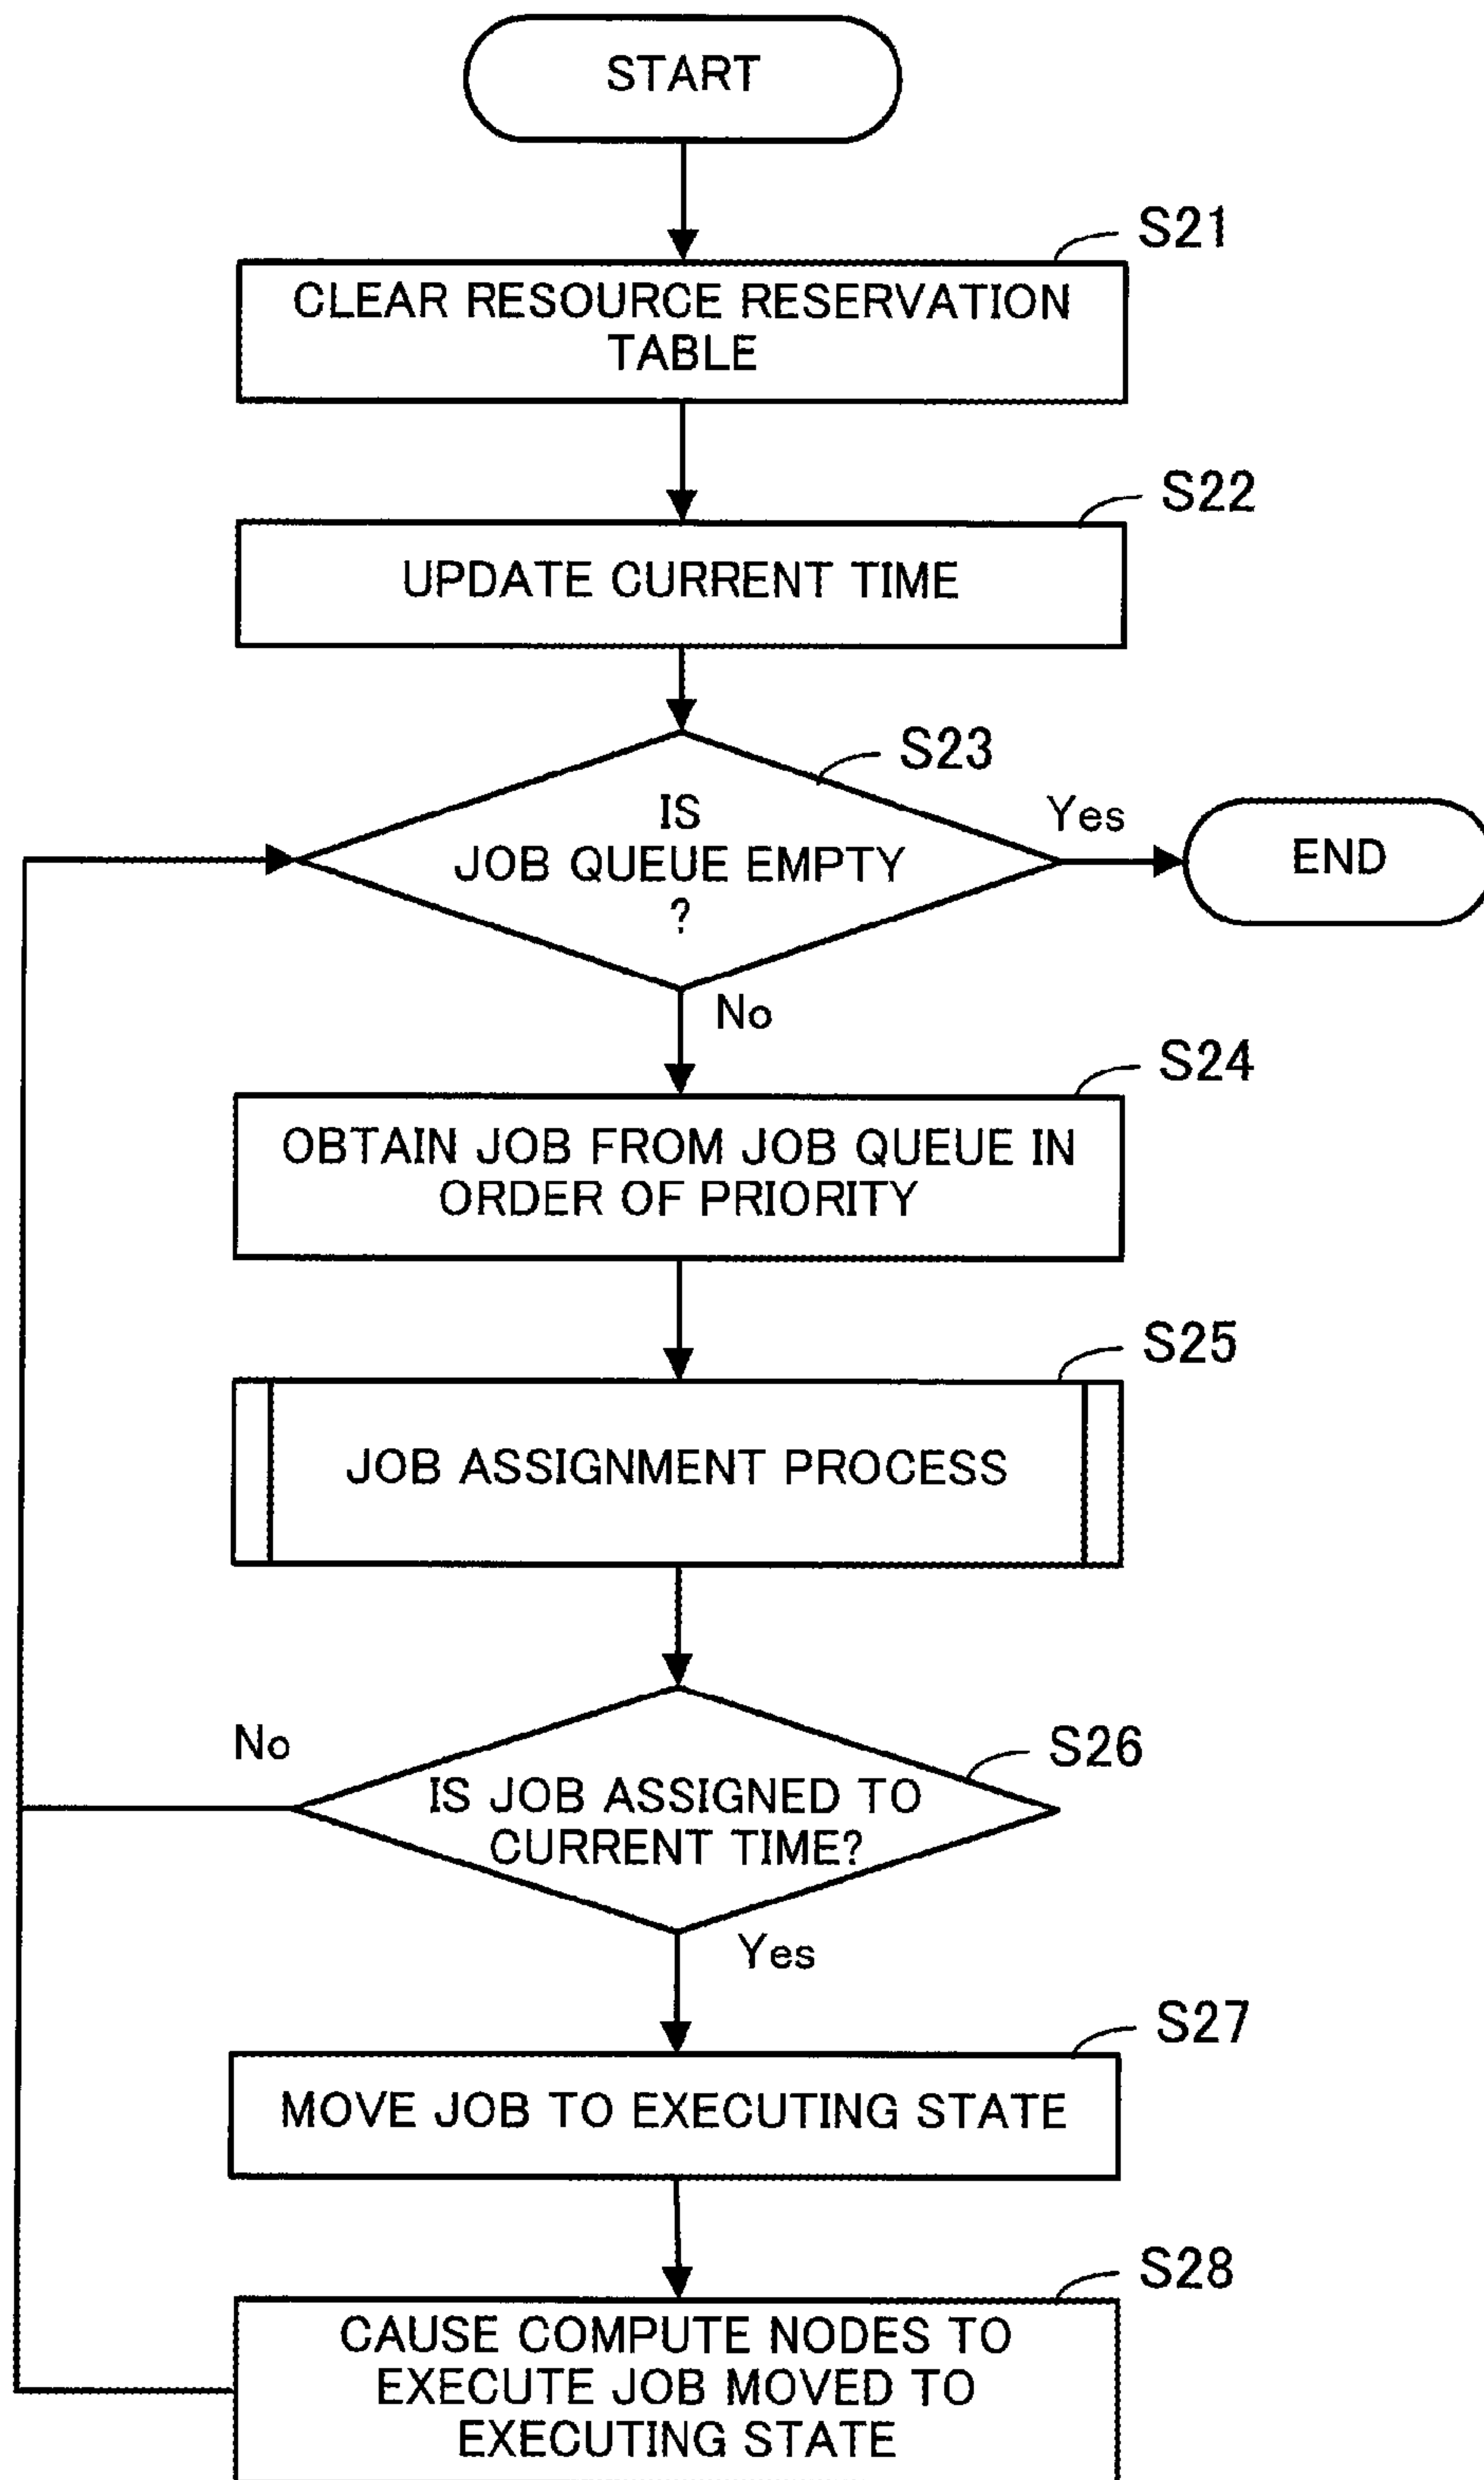 START
S21
CLEAR RESOURCE RESERVATION
TABLE
S22
UPDATE CURRENT TIME
S23
IS
JOB QUEUE EMPTY
?
Yes
END
No
S24
OBTAIN JOB FROM JOB QUEUE IN
ORDER OF PRIORITY
S25
JOB ASSIGNMENT PROCESS
No
S26
IS JOB ASSIGNED TO
CURRENT TIME?
Yes
S27
MOVE JOB TO EXECUTING STATE
S28
CAUSE COMPUTE NODES TO
EXECUTE JOB MOVED TO
EXECUTING STATE